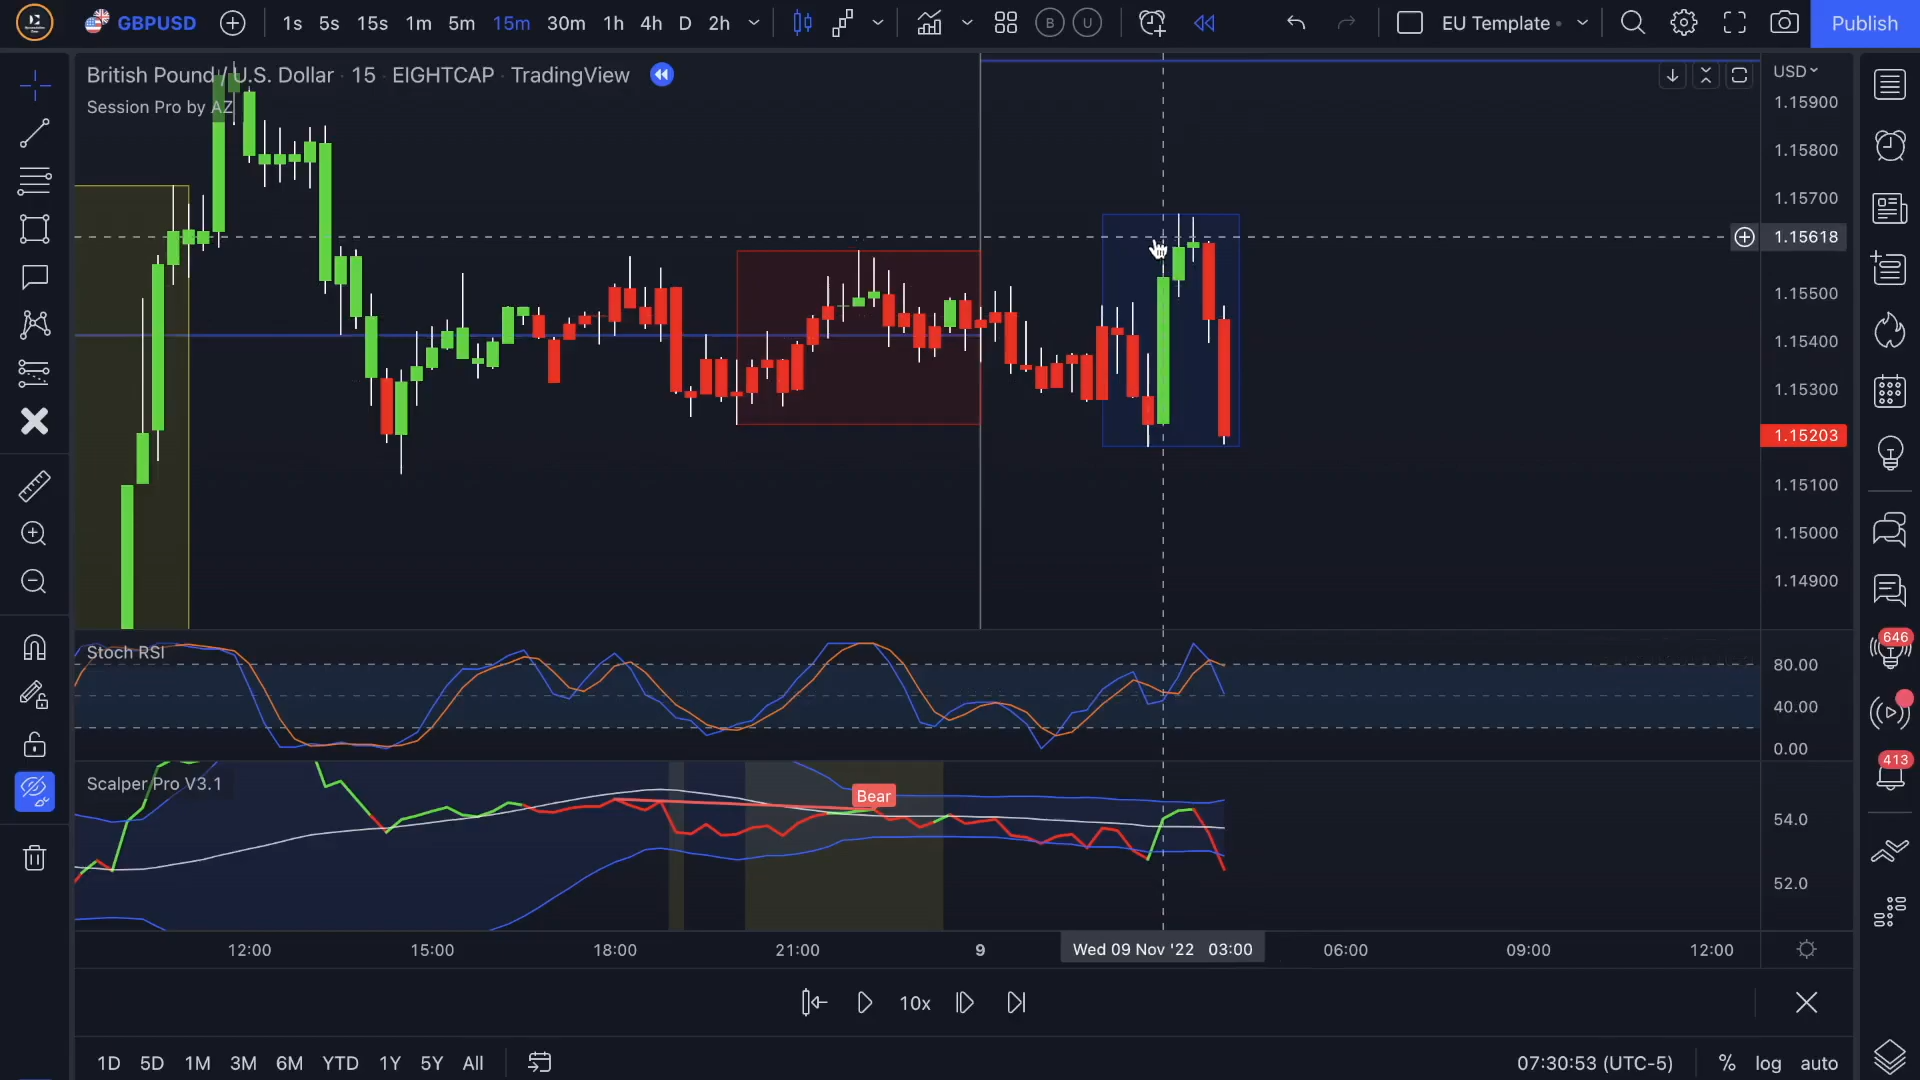 GBPUSD 1s 5s 15s 1m 5m 15m 30m 1h 4h D 2h B U EU Template Publish
British Pound / U.S. Dollar · 15 · EIGHTCAP · TradingView
Session Pro by AZ
USD
1.15900
1.15800
1.15700
1.15618
1.15500
1.15400
1.15300
1.15203
1.15100
1.15000
1.14900
Stoch RSI
80.00
40.00
0.00
646
413
Scalper Pro V3.1
Bear
54.0
52.0
12:00 15:00 18:00 21:00 9 Wed 09 Nov '22 03:00 06:00 09:00 12:00
10x
1D 5D 1M 3M 6M YTD 1Y 5Y All 07:30:53 (UTC-5) % log auto